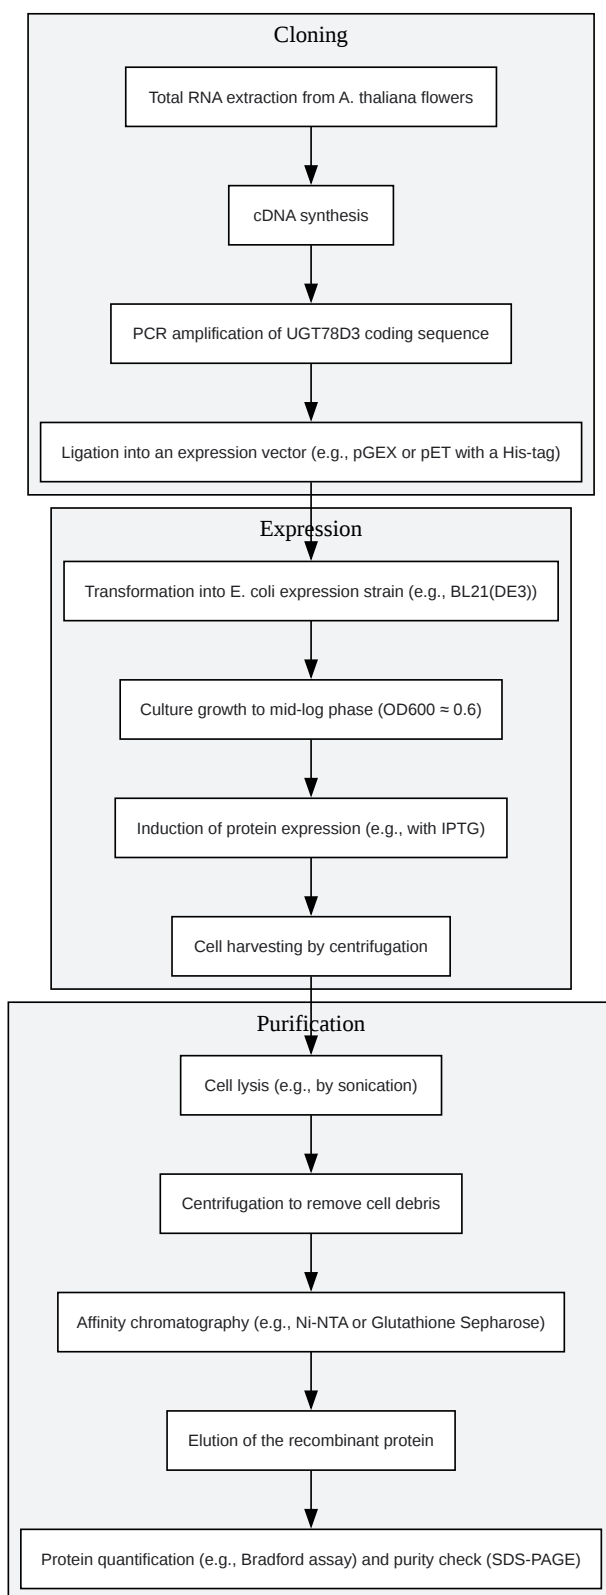 Cloning
Total RNA extraction from A. thaliana flowers
cDNA synthesis
PCR amplification of UGT78D3 coding sequence
Ligation into an expression vector (e.g., pGEX or pET with a His-tag)
Expression
Transformation into E. coli expression strain (e.g., BL21(DE3))
Culture growth to mid-log phase (OD600 ≈ 0.6)
Induction of protein expression (e.g., with IPTG)
Cell harvesting by centrifugation
Purification
Cell lysis (e.g., by sonication)
Centrifugation to remove cell debris
Affinity chromatography (e.g., Ni-NTA or Glutathione Sepharose)
Elution of the recombinant protein
Protein quantification (e.g., Bradford assay) and purity check (SDS-PAGE)